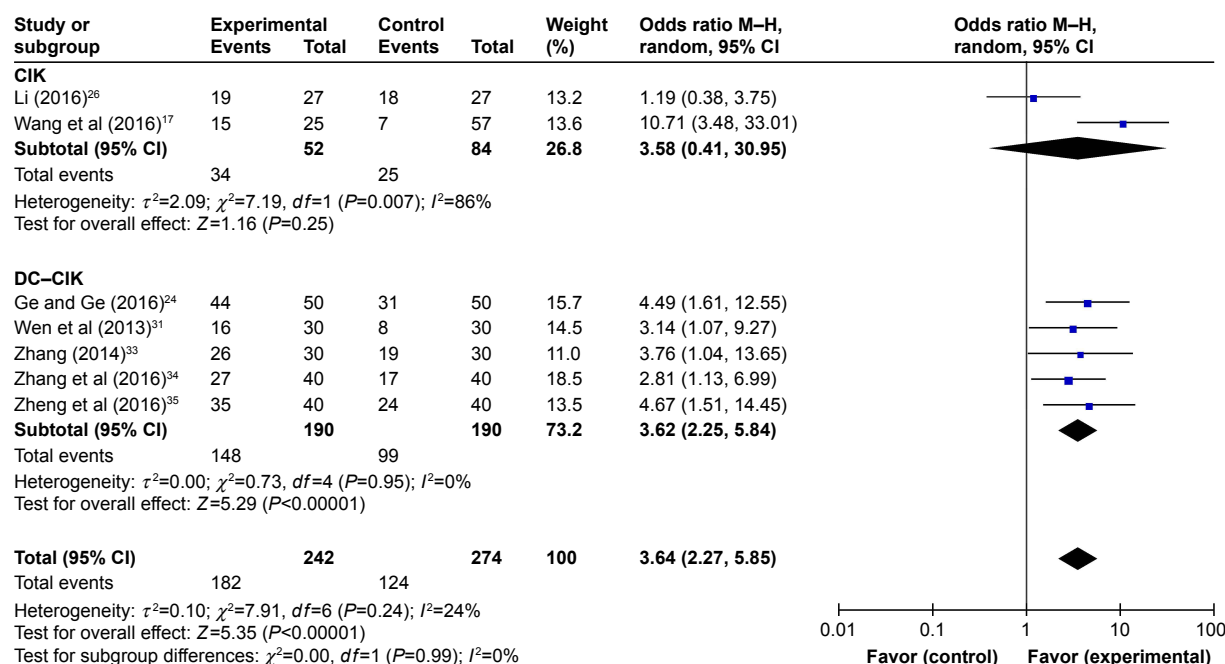 Study or subgroup Experimental Events Total Control Events Total Weight (%) Odds ratio M–H, random, 95% CI Odds ratio M–H, random, 95% CI
CIK
Li (2016)²⁶ 19 27 18 27 13.2 1.19 (0.38, 3.75)
Wang et al (2016)¹⁷ 15 25 7 57 13.6 10.71 (3.48, 33.01)
Subtotal (95% CI) 52 84 26.8 3.58 (0.41, 30.95)
Total events 34 25
Heterogeneity: τ²=2.09; χ²=7.19, df=1 (P=0.007); I²=86%
Test for overall effect: Z=1.16 (P=0.25)
DC–CIK
Ge and Ge (2016)²⁴ 44 50 31 50 15.7 4.49 (1.61, 12.55)
Wen et al (2013)³¹ 16 30 8 30 14.5 3.14 (1.07, 9.27)
Zhang (2014)³³ 26 30 19 30 11.0 3.76 (1.04, 13.65)
Zhang et al (2016)³⁴ 27 40 17 40 18.5 2.81 (1.13, 6.99)
Zheng et al (2016)³⁵ 35 40 24 40 13.5 4.67 (1.51, 14.45)
Subtotal (95% CI) 190 190 73.2 3.62 (2.25, 5.84)
Total events 148 99
Heterogeneity: τ²=0.00; χ²=0.73, df=4 (P=0.95); I²=0%
Test for overall effect: Z=5.29 (P<0.00001)
Total (95% CI) 242 274 100 3.64 (2.27, 5.85)
Total events 182 124
Heterogeneity: τ²=0.10; χ²=7.91, df=6 (P=0.24); I²=24%
Test for overall effect: Z=5.35 (P<0.00001)
Test for subgroup differences: χ²=0.00, df=1 (P=0.99); I²=0%
0.01 0.1 1 10 100
Favor (control) Favor (experimental)